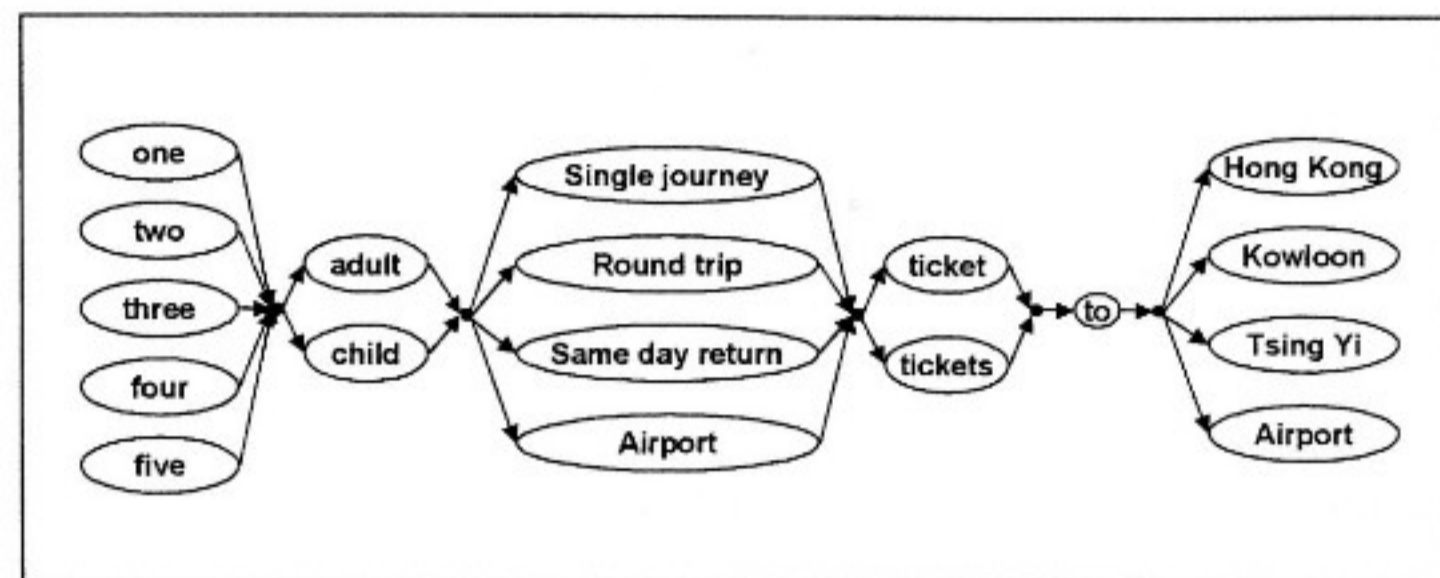 one
two
three
four
five
adult
child
Single journey
Round trip
Same day return
Airport
ticket
tickets
to
Hong Kong
Kowloon
Tsing Yi
Airport